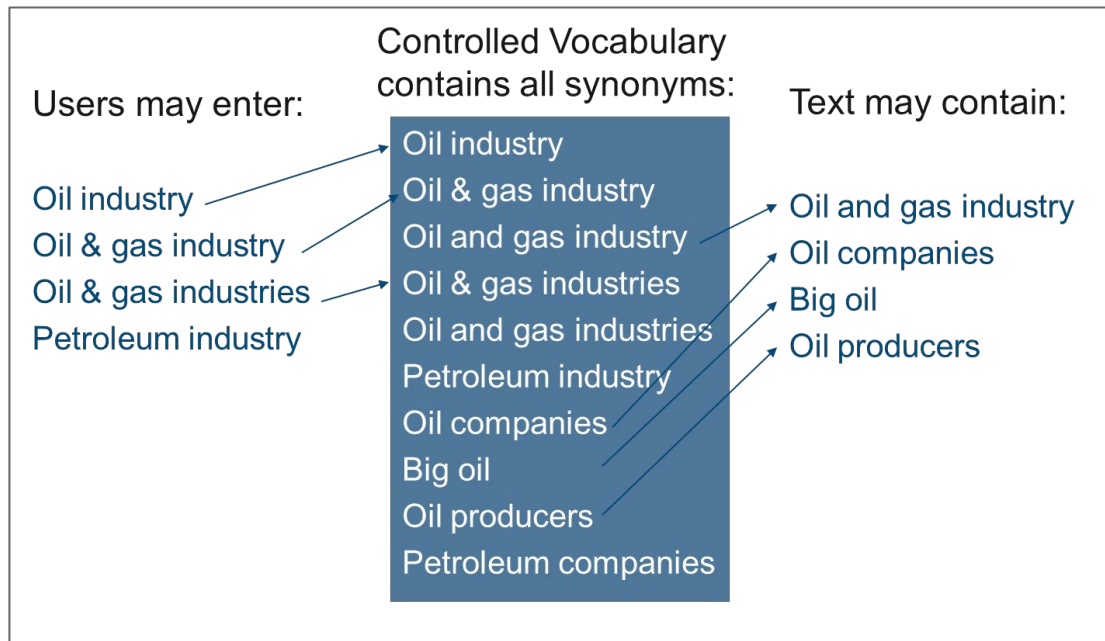 Users may enter:
Oil industry
Oil & gas industry
Oil & gas industries
Petroleum industry
Controlled Vocabulary
contains all synonyms:
Oil industry
Oil & gas industry
Oil and gas industry
Oil & gas industries
Oil and gas industries
Petroleum industry
Oil companies
Big oil
Oil producers
Petroleum companies
Text may contain:
Oil and gas industry
Oil companies
Big oil
Oil producers